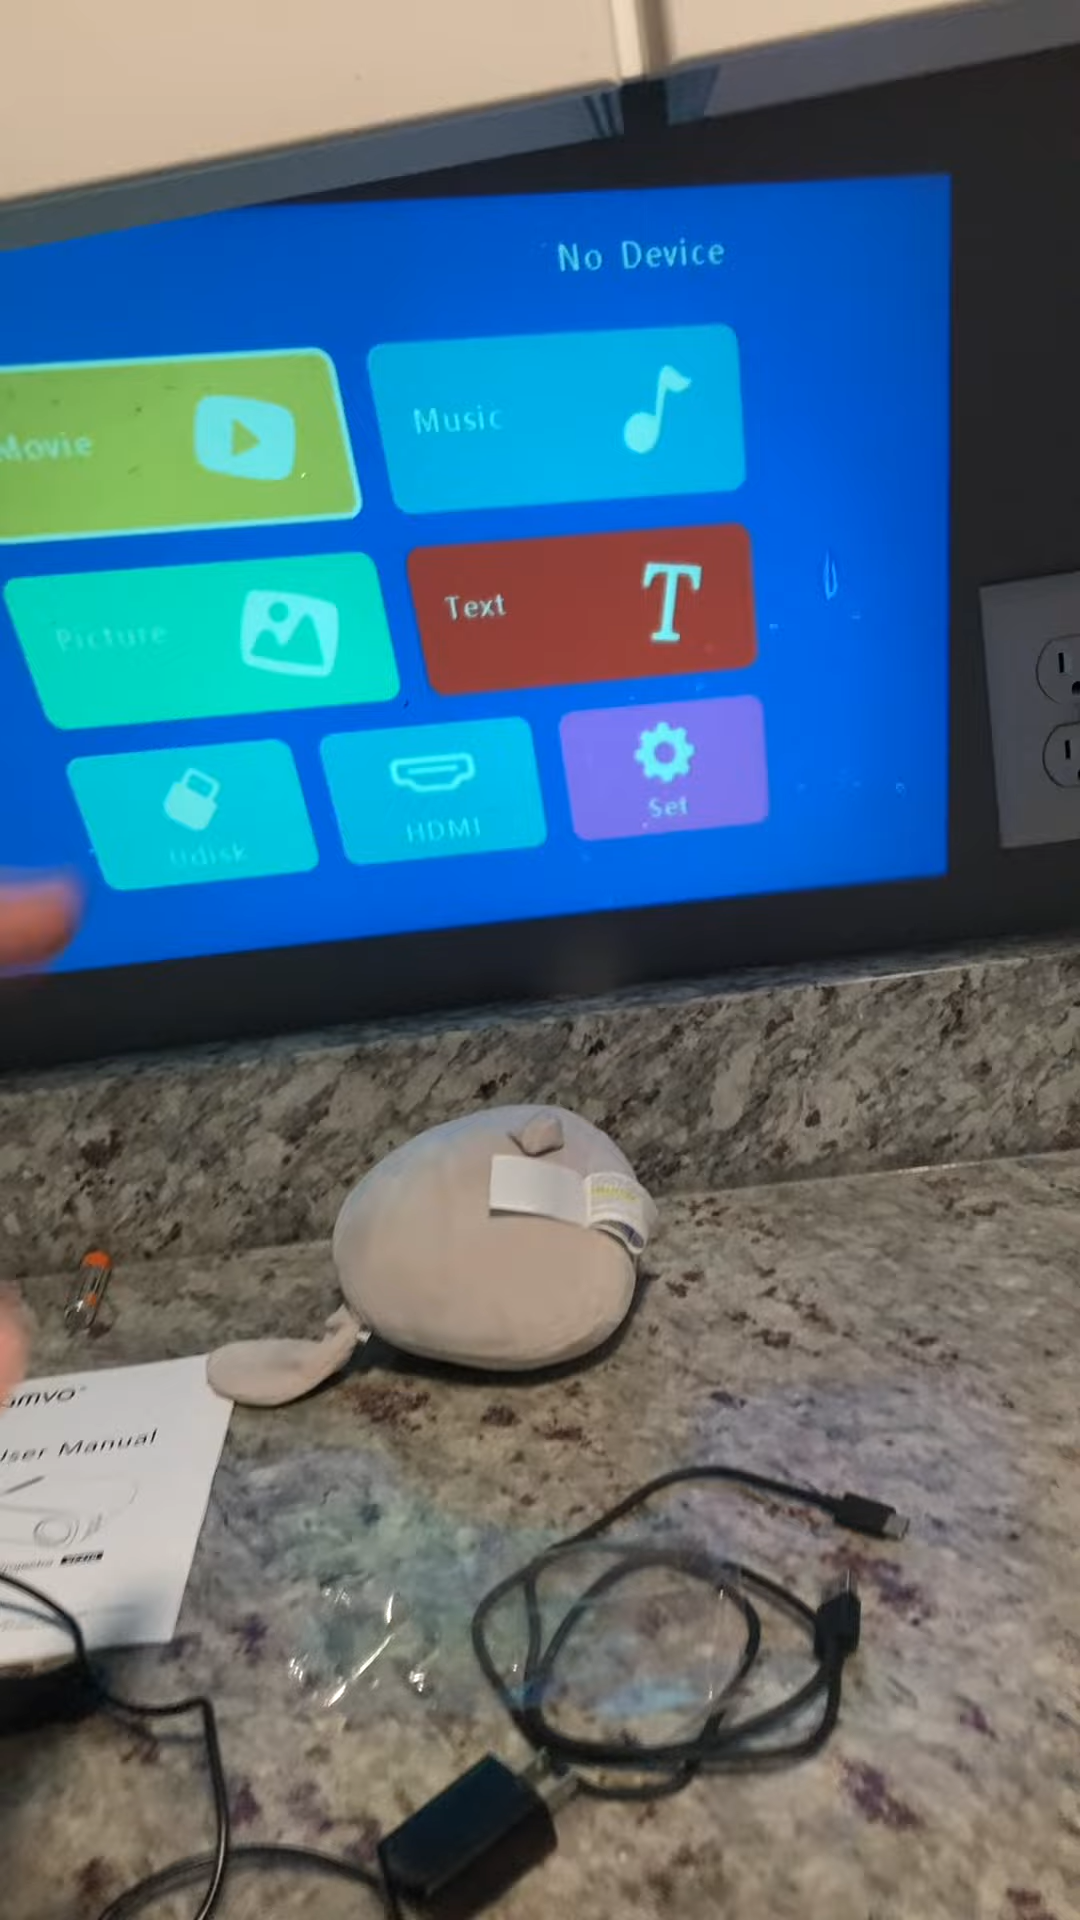 No Device
Movie
Music
Picture
Text
Udisk
HDMI
Set
User Manual